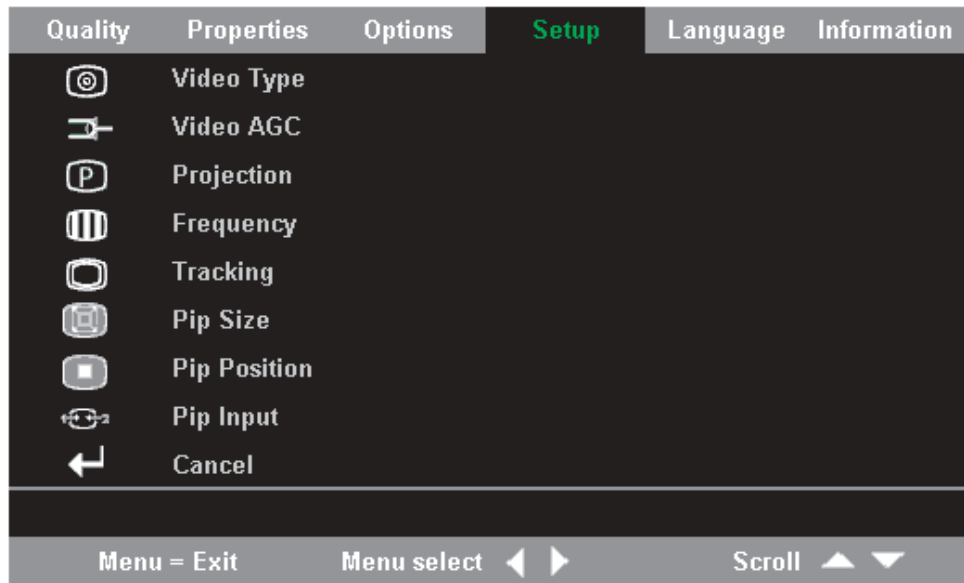 Quality Properties Options Setup Language Information
Video Type
Video AGC
P Projection
Frequency
Tracking
Pip Size
Pip Position
Pip Input
Cancel
Menu = Exit Menu select Scroll